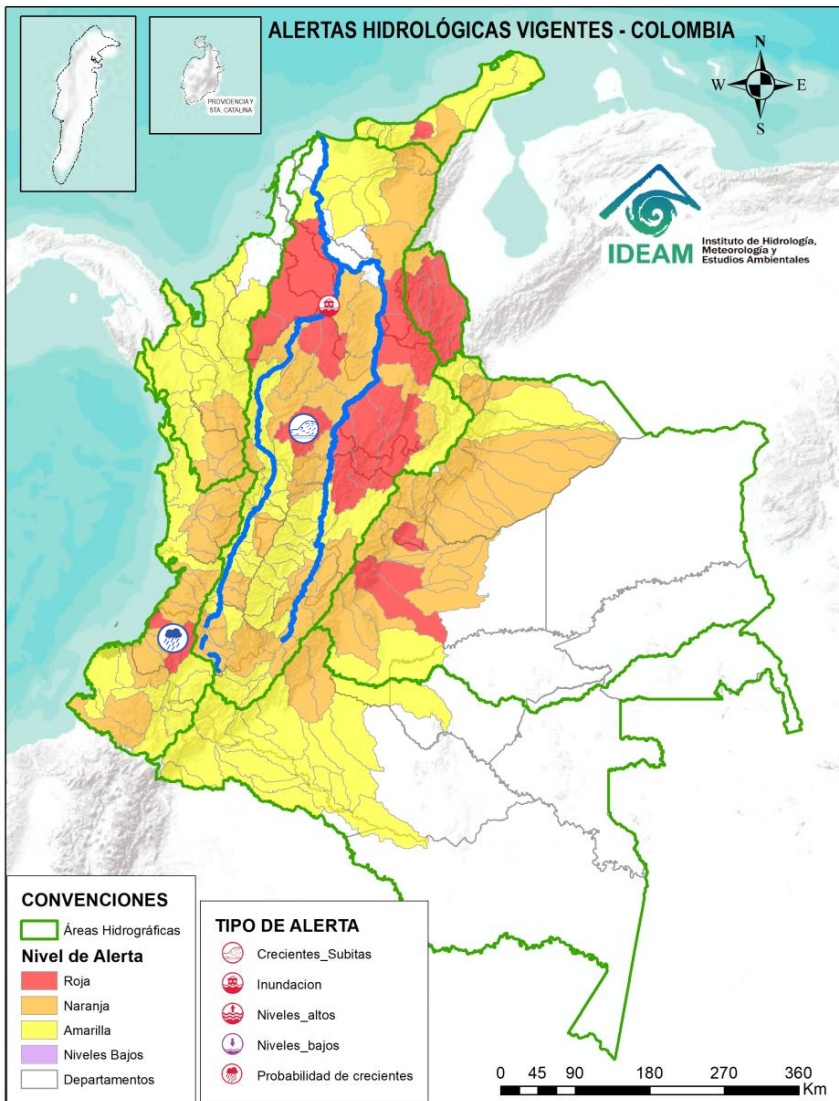 ALERTAS HIDROLÓGICAS VIGENTES - COLOMBIA
PROVIDENCIA Y
STA. CATALINA
N
W
E
S
IDEAM
Instituto de Hidrología,
Meteorología y
Estudios Ambientales
CONVENCIONES
Áreas Hidrográficas
Nivel de Alerta
Roja
Naranja
Amarilla
Niveles Bajos
Departamentos
TIPO DE ALERTA
Crecientes_Subitas
Inundacion
Niveles_altos
Niveles_bajos
Probabilidad de crecientes
0 45 90 180 270 360
Km